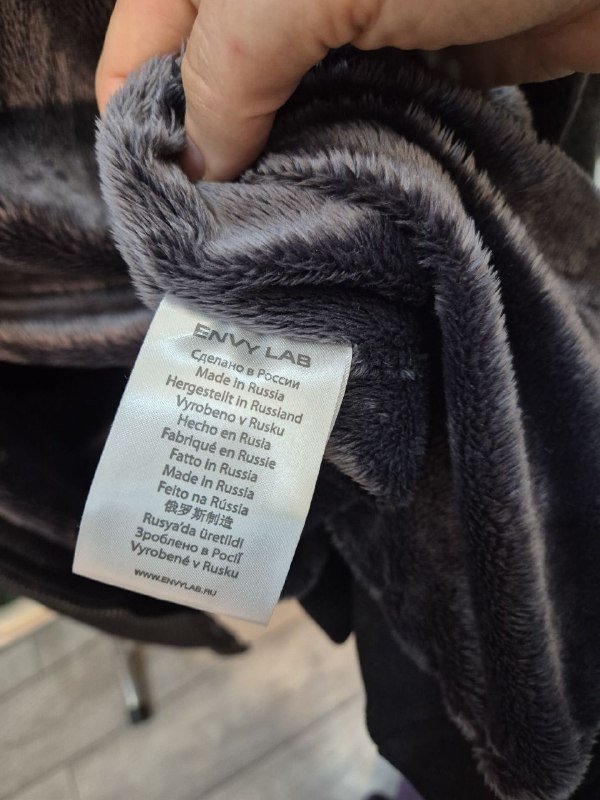 ENVY LAB
Сделано в России
Made in Russia
Hergestellt in Russland
Vyrobeno v Rusku
Hecho en Rusia
Fabriqué en Russie
Fatto in Russia
Made in Russia
Feito na Rússia
俄罗斯制造
Rusya'da üretildi
Зроблено в Росії
Vyrobené v Rusku
WWW.ENVYLAB.RU